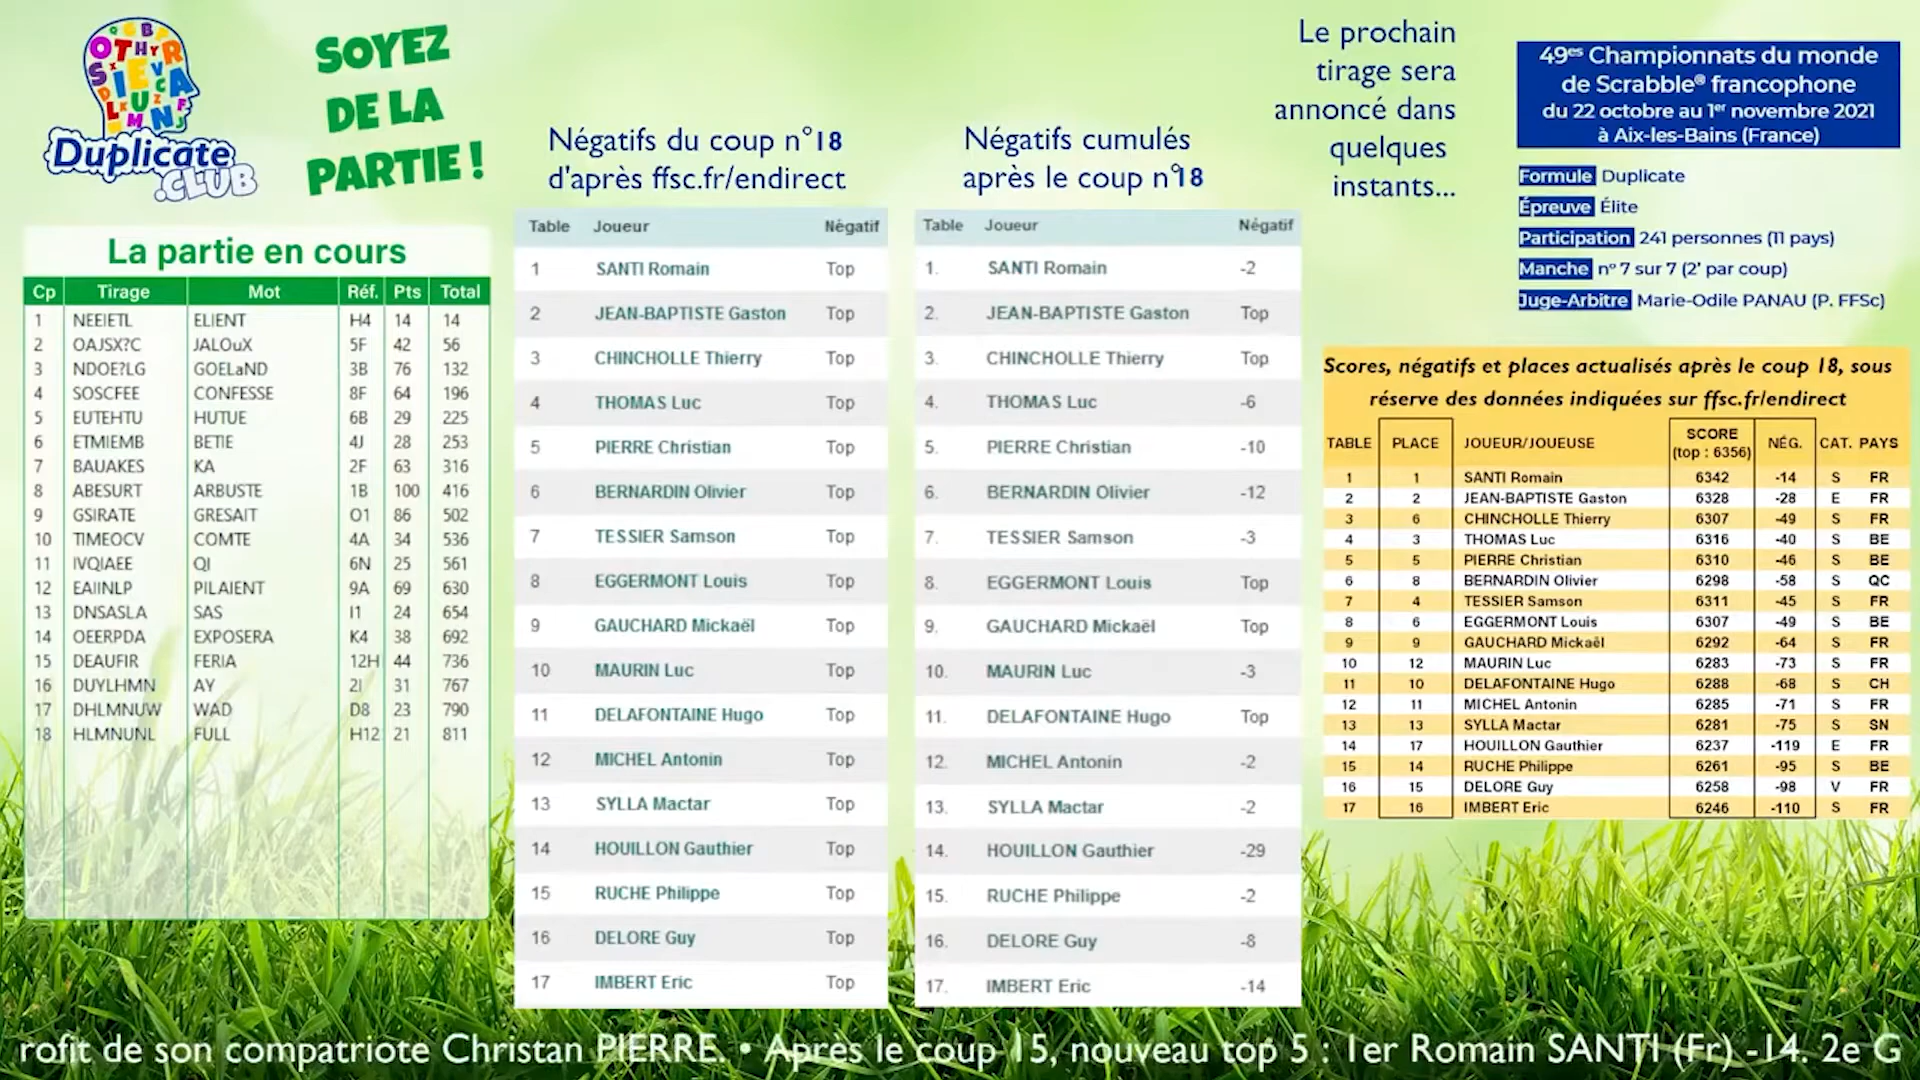 Duplicate
.CLUB
SOYEZ
DE LA
PARTIE !
La partie en cours
Cp Tirage Mot Réf. Pts Total
1 NEEIETL ELIENT H4 14 14
2 OAJSX?C JALOuX 5F 42 56
3 NDOE?LG GOELaND 3B 76 132
4 SOSCFEE CONFESSE 8F 64 196
5 EUTEHTU HUTUE 6B 29 225
6 ETMIEMB BETIE 4J 28 253
7 BAUAKES KA 2F 63 316
8 ABESURT ARBUSTE 1B 100 416
9 GSIRATE GRESAIT O1 86 502
10 TIMEOCV COMTE 4A 34 536
11 IVQIAEE QI 6N 25 561
12 EAIINLP PILAIENT 9A 69 630
13 DNSASLA SAS I1 24 654
14 OEERPDA EXPOSERA K4 38 692
15 DEAUFIR FERIA 12H 44 736
16 DUYLHMN AY 2I 31 767
17 DHLMNUW WAD D8 23 790
18 HLMNUNL FULL H12 21 811
Négatifs du coup n°18
d'après ffsc.fr/endirect
Table Joueur Négatif
1 SANTI Romain Top
2 JEAN-BAPTISTE Gaston Top
3 CHINCHOLLE Thierry Top
4 THOMAS Luc Top
5 PIERRE Christian Top
6 BERNARDIN Olivier Top
7 TESSIER Samson Top
8 EGGERMONT Louis Top
9 GAUCHARD Mickaël Top
10 MAURIN Luc Top
11 DELAFONTAINE Hugo Top
12 MICHEL Antonin Top
13 SYLLA Mactar Top
14 HOUILLON Gauthier Top
15 RUCHE Philippe Top
16 DELORE Guy Top
17 IMBERT Eric Top
Négatifs cumulés
après le coup n°18
Table Joueur Négatif
1. SANTI Romain -2
2. JEAN-BAPTISTE Gaston Top
3. CHINCHOLLE Thierry Top
4. THOMAS Luc -6
5. PIERRE Christian -10
6. BERNARDIN Olivier -12
7. TESSIER Samson -3
8. EGGERMONT Louis Top
9. GAUCHARD Mickaël Top
10. MAURIN Luc -3
11. DELAFONTAINE Hugo Top
12. MICHEL Antonin -2
13. SYLLA Mactar -2
14. HOUILLON Gauthier -29
15. RUCHE Philippe -2
16. DELORE Guy -8
17. IMBERT Eric -14
Le prochain
tirage sera
annoncé dans
quelques
instants...
49es Championnats du monde
de Scrabble® francophone
du 22 octobre au 1er novembre 2021
à Aix-les-Bains (France)
Formule Duplicate
Épreuve Élite
Participation 241 personnes (11 pays)
Manche n° 7 sur 7 (2' par coup)
Juge-Arbitre Marie-Odile PANAU (P. FFSc)
Scores, négatifs et places actualisés après le coup 18, sous
réserve des données indiquées sur ffsc.fr/endirect
TABLE PLACE JOUEUR/JOUEUSE SCORE (top : 6356) NÉG. CAT. PAYS
1 1 SANTI Romain 6342 -14 S FR
2 2 JEAN-BAPTISTE Gaston 6328 -28 E FR
3 6 CHINCHOLLE Thierry 6307 -49 S FR
4 3 THOMAS Luc 6316 -40 S BE
5 5 PIERRE Christian 6310 -46 S BE
6 8 BERNARDIN Olivier 6298 -58 S QC
7 4 TESSIER Samson 6311 -45 S FR
8 6 EGGERMONT Louis 6307 -49 S BE
9 9 GAUCHARD Mickaël 6292 -64 S FR
10 12 MAURIN Luc 6283 -73 S FR
11 10 DELAFONTAINE Hugo 6288 -68 S CH
12 11 MICHEL Antonin 6285 -71 S FR
13 13 SYLLA Mactar 6281 -75 S SN
14 17 HOUILLON Gauthier 6237 -119 E FR
15 14 RUCHE Philippe 6261 -95 S BE
16 15 DELORE Guy 6258 -98 V FR
17 16 IMBERT Eric 6246 -110 S FR
rofit de son compatriote Christan PIERRE. • Après le coup 15, nouveau top 5 : 1er Romain SANTI (Fr) -14. 2e G